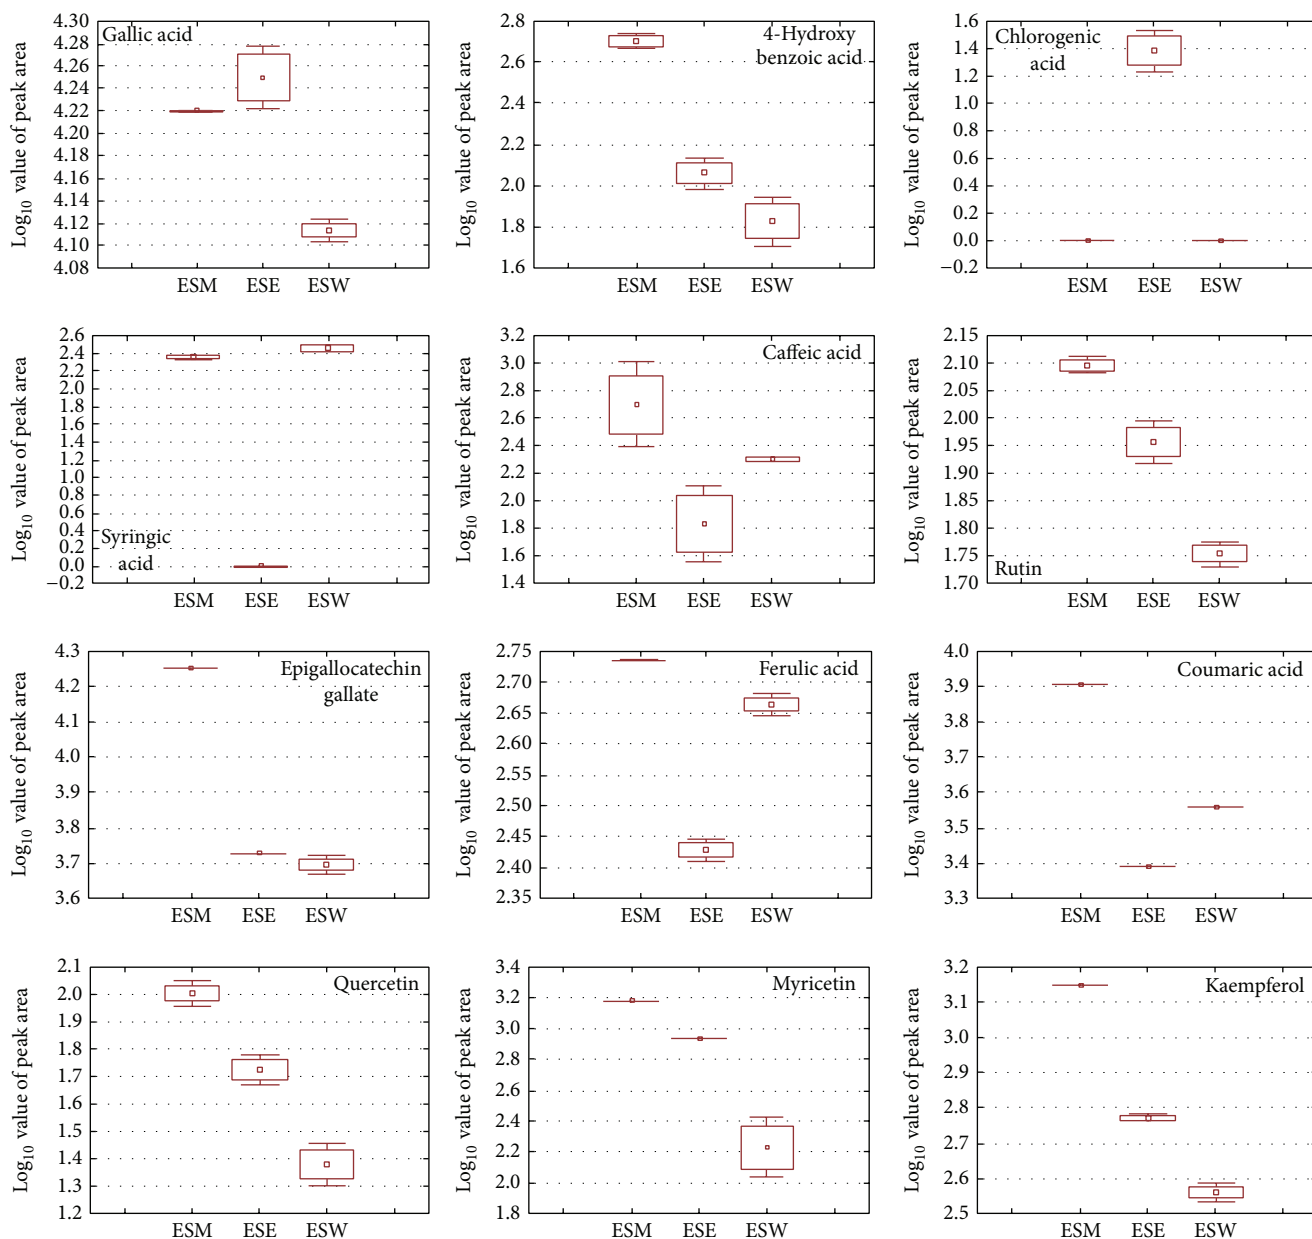 Log10 value of peak area
4.30
4.28
4.26
4.24
4.22
4.20
4.18
4.16
4.14
4.12
4.10
4.08
Gallic acid
ESM ESE ESW
Log10 value of peak area
2.8
2.6
2.4
2.2
2.0
1.8
1.6
4-Hydroxy
benzoic acid
ESM ESE ESW
Log10 value of peak area
1.6
1.4
1.2
1.0
0.8
0.6
0.4
0.2
0.0
−0.2
Chlorogenic
acid
ESM ESE ESW
Log10 value of peak area
2.6
2.4
2.5
2.0
1.8
1.6
1.4
1.2
1.0
0.8
0.6
0.4
0.2
0.0
−0.2
Syringic
acid
ESM ESE ESW
Log10 value of peak area
3.2
3.0
2.8
2.6
2.4
2.2
2.0
1.8
1.6
1.4
Caffeic acid
ESM ESE ESW
Log10 value of peak area
2.15
2.10
2.05
2.00
1.95
1.90
1.85
1.80
1.75
1.70
Rutin
ESM ESE ESW
Log10 value of peak area
4.3
4.2
4.1
4.0
3.9
3.8
3.7
3.6
Epigallocatechin
gallate
ESM ESE ESW
Log10 value of peak area
2.75
2.70
2.65
2.60
2.55
2.50
2.45
2.40
2.35
Ferulic acid
ESM ESE ESW
Log10 value of peak area
4.0
3.9
3.8
3.7
3.6
3.5
3.4
3.3
Coumaric acid
ESM ESE ESW
Log10 value of peak area
2.1
2.0
1.9
1.8
1.7
1.6
1.5
1.4
1.3
1.2
Quercetin
ESM ESE ESW
Log10 value of peak area
3.4
3.2
3.0
2.8
2.6
2.4
2.2
2.0
1.8
Myricetin
ESM ESE ESW
Log10 value of peak area
3.2
3.1
3.0
2.9
2.8
2.7
2.6
2.5
Kaempferol
ESM ESE ESW